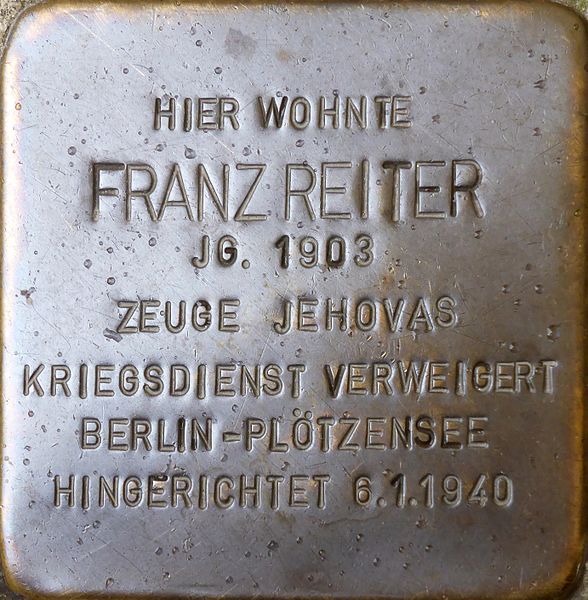 HIER WOHNTE
FRANZ REITER
JG. 1903
ZEUGE JEHOVAS
KRIEGSDIENST VERWEIGERT
BERLIN-PLÖTZENSEE
HINGERICHTET 6.1.1940